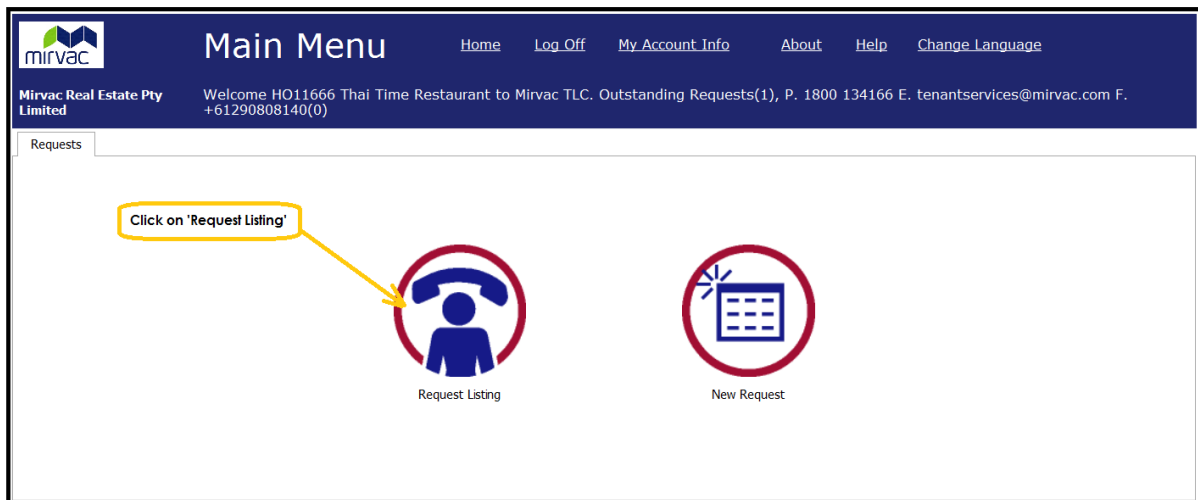 mirvac
Main Menu
Home Log Off My Account Info About Help Change Language
Mirvac Real Estate Pty
Limited
Welcome HO11666 Thai Time Restaurant to Mirvac TLC. Outstanding Requests(1), P. 1800 134166 E. tenantservices@mirvac.com F.
+61290808140(0)
Requests
Click on 'Request Listing'
Request Listing
New Request